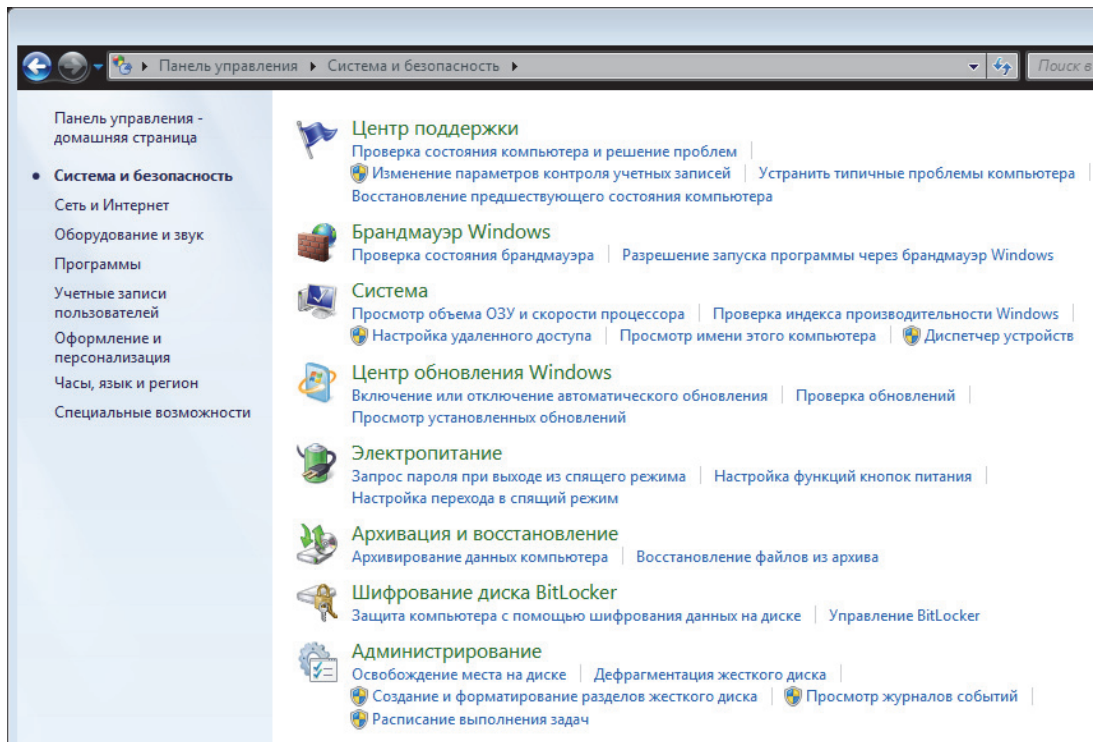 Панель управления ▸ Система и безопасность ▸
Поиск в
Панель управления -
домашняя страница
Система и безопасность
Сеть и Интернет
Оборудование и звук
Программы
Учетные записи
пользователей
Оформление и
персонализация
Часы, язык и регион
Специальные возможности
Центр поддержки
Проверка состояния компьютера и решение проблем
Изменение параметров контроля учетных записей Устранить типичные проблемы компьютера
Восстановление предшествующего состояния компьютера
Брандмауэр Windows
Проверка состояния брандмауэра Разрешение запуска программы через брандмауэр Windows
Система
Просмотр объема ОЗУ и скорости процессора Проверка индекса производительности Windows
Настройка удаленного доступа Просмотр имени этого компьютера Диспетчер устройств
Центр обновления Windows
Включение или отключение автоматического обновления Проверка обновлений
Просмотр установленных обновлений
Электропитание
Запрос пароля при выходе из спящего режима Настройка функций кнопок питания
Настройка перехода в спящий режим
Архивация и восстановление
Архивирование данных компьютера Восстановление файлов из архива
Шифрование диска BitLocker
Защита компьютера с помощью шифрования данных на диске Управление BitLocker
Администрирование
Освобождение места на диске Дефрагментация жесткого диска
Создание и форматирование разделов жесткого диска Просмотр журналов событий
Расписание выполнения задач